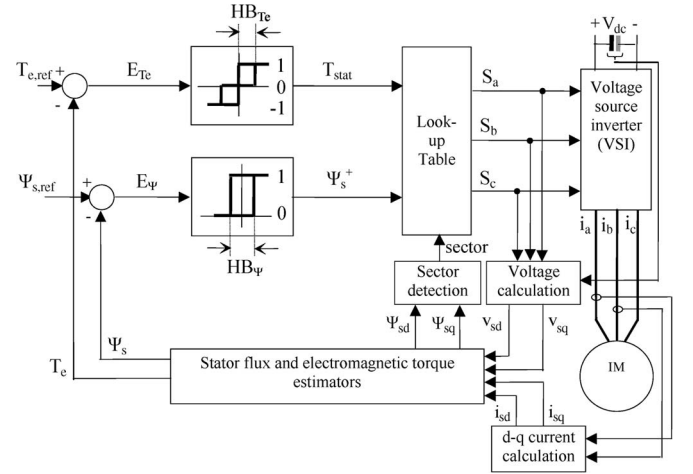 HB_Te
+ V_dc -
T_e,ref + -
E_Te
1
0
-1
T_stat
Look-up Table
S_a
S_b
S_c
Voltage
source
inverter
(VSI)
Ψ_s,ref + -
E_Ψ
1
0
Ψ_s^+
HB_Ψ
i_a i_b i_c
sector
Sector
detection
Voltage
calculation
Ψ_sd Ψ_sq
v_sd v_sq
Ψ_s
T_e
Stator flux and electromagnetic torque
estimators
IM
i_sd i_sq
d-q current
calculation